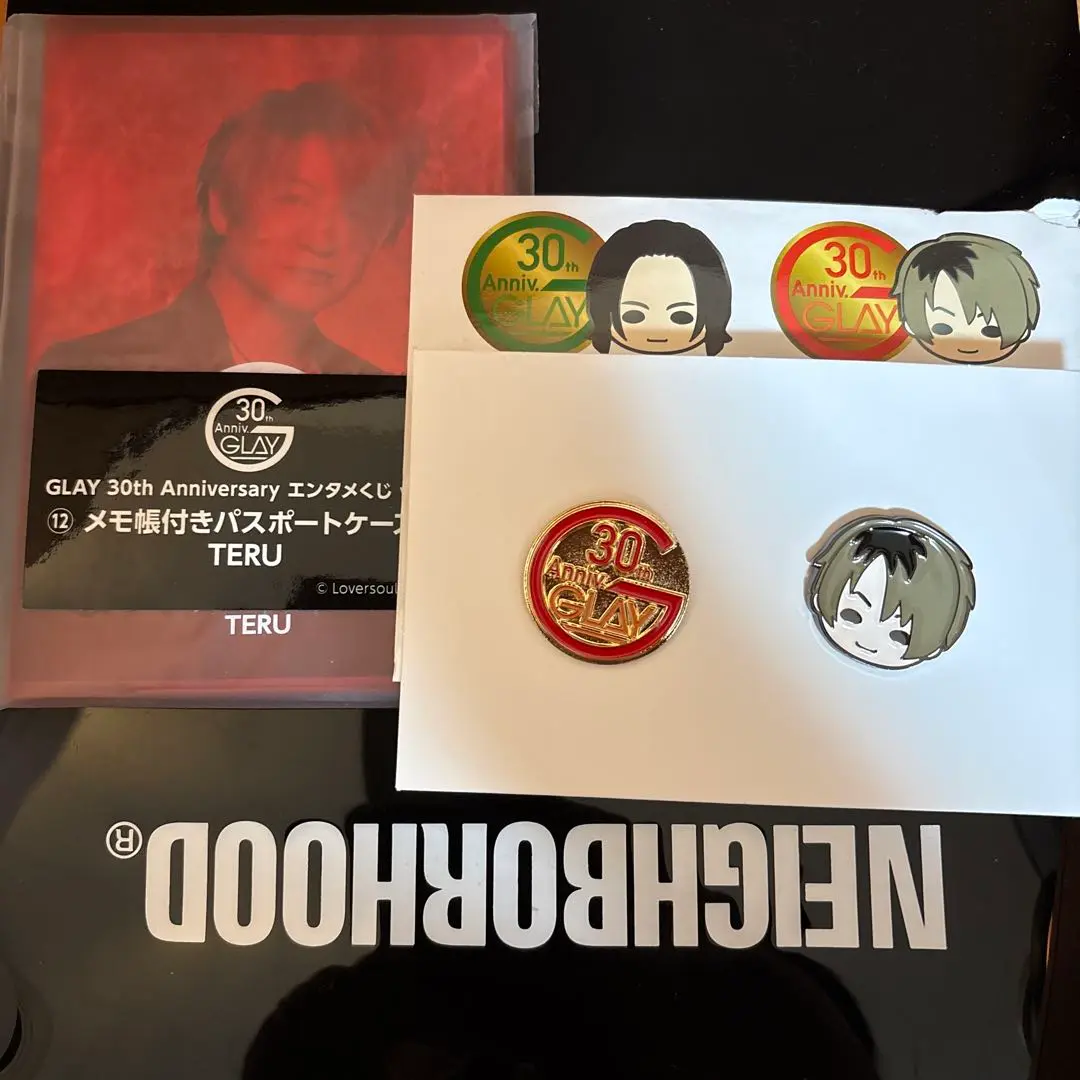 30th
Anniv.
GLAY
GLAY 30th Anniversary エンタメくじ
⑫ メモ帳付きパスポートケー
TERU
© Loversoul
TERU
30th
Anniv.
GLAY
30th
Anniv.
GLAY
30th
Anniv.
GLAY
NEIGHBORHOOD®